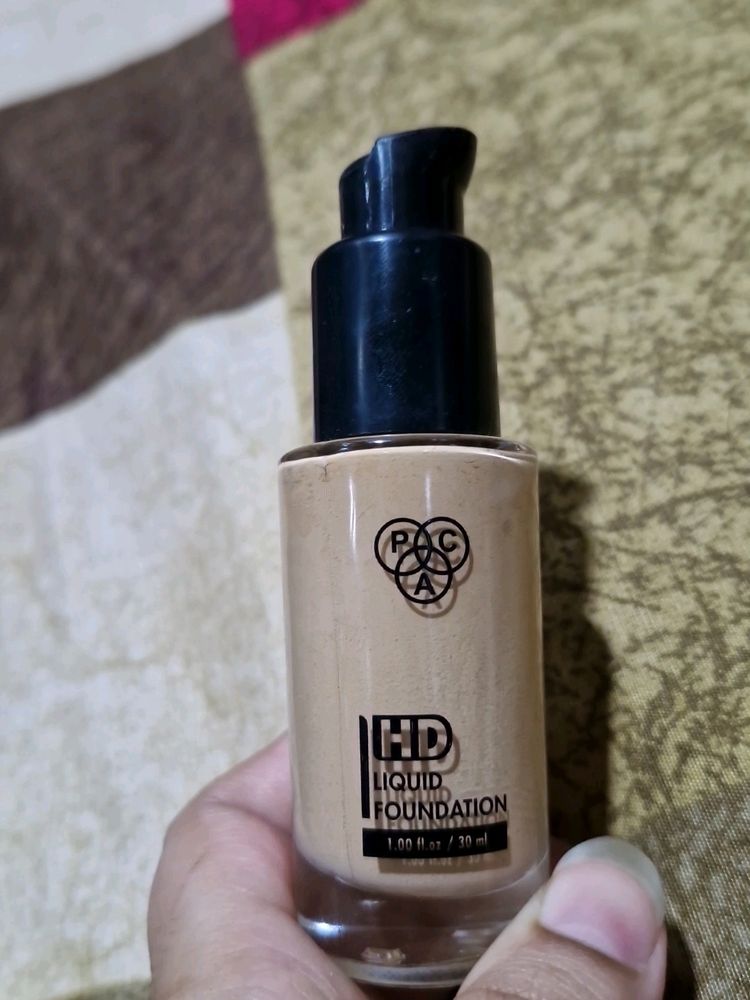 P C
A
HD
LIQUID
FOUNDATION
1.00 fl.oz / 30 ml